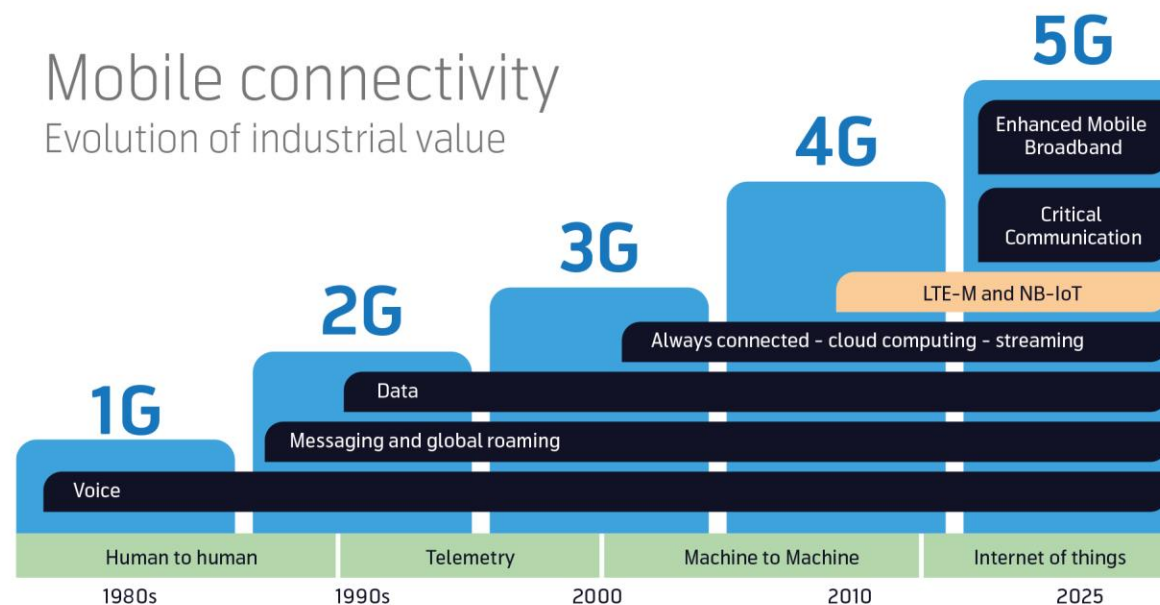 Mobile connectivity
Evolution of industrial value
1G
2G
3G
4G
5G
Enhanced Mobile
Broadband
Critical
Communication
LTE-M and NB-IoT
Always connected - cloud computing - streaming
Data
Messaging and global roaming
Voice
Human to human
Telemetry
Machine to Machine
Internet of things
1980s
1990s
2000
2010
2025